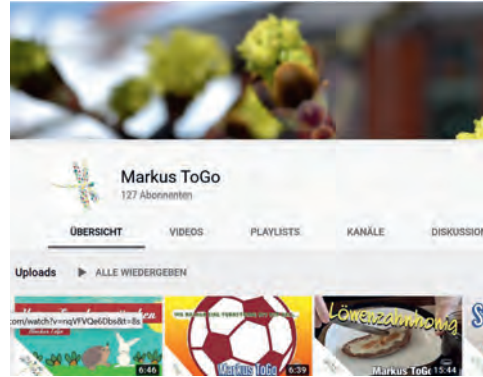 Markus ToGo
127 Abonnenten
ÜBERSICHT VIDEOS PLAYLISTS KANÄLE DISKUSSION
Uploads ▶ ALLE WIEDERGEBEN
com/watch?v=nqVFVQe6Dbs&t=8s
6:46
Markus ToGo 6:39
Löwenzahnhonig
Markus ToGo 15:44